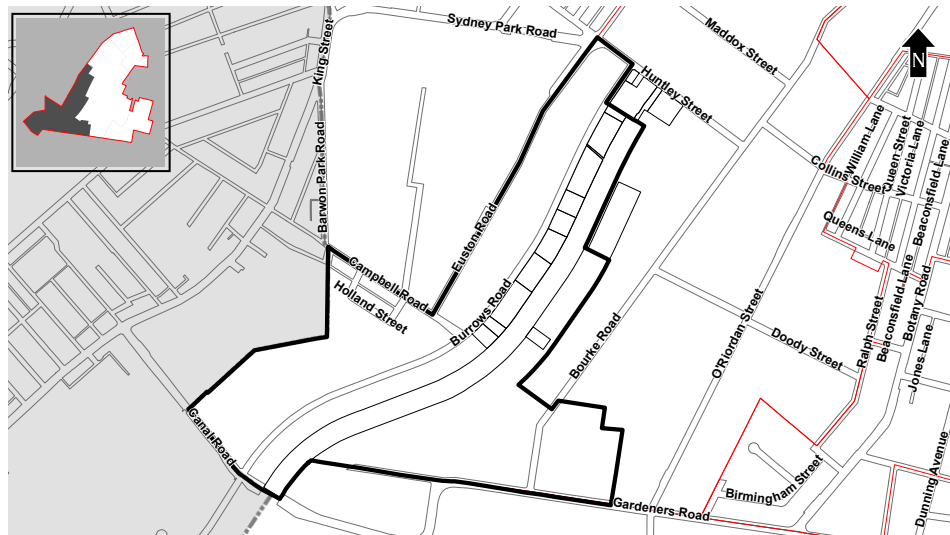 Sydney Park Road
Maddox Street
King Street
Huntley Street
N
William Lane
Queen Street
Victoria Lane
Beaconsfield Lane
Collins Street
Barwon Park Road
Euston Road
Queens Lane
Campbell Road
Holland Street
Burrows Road
Bourke Road
O'Riordan Street
Doody Street
Ralph Street
Beaconsfield Lane
Botany Road
Jones Lane
Canal Road
Birmingham Street
Gardeners Road
Dunning Avenue